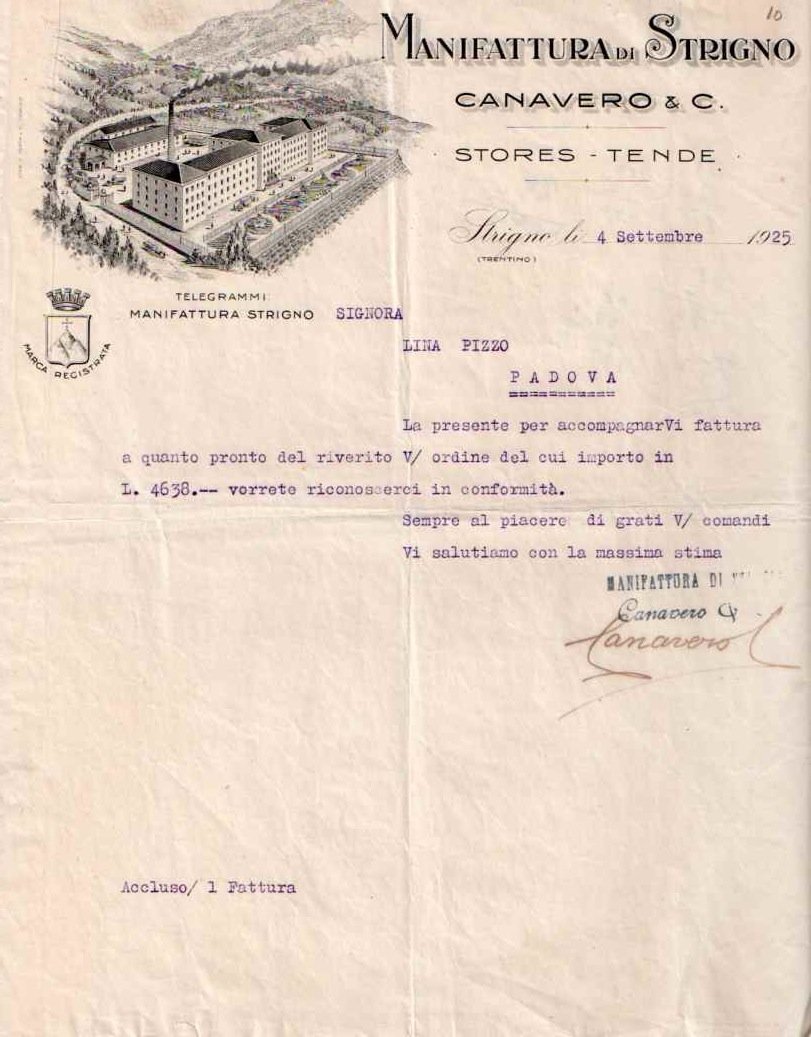 10
MANIFATTURA DI STRIGNO
CANAVERO & C.
STORES - TENDE
Strigno li 4 Settembre 1925
(TRENTINO)
TELEGRAMMI:
MANIFATTURA STRIGNO
MARCA REGISTRATA
SIGNORA
LINA PIZZO
PADOVA
La presente per accompagnarVi fattura
a quanto pronto del riverito V/ ordine del cui importo in
L. 4638.-- vorrete riconoscerci in conformità.
Sempre al piacere di grati V/ comandi
Vi salutiamo con la massima stima
MANIFATTURA DI
Canavero &
Canavero
Accluso/ 1 Fattura